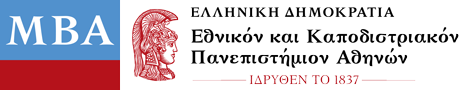 MBA
ΕΛΛΗΝΙΚΗ ΔΗΜΟΚΡΑΤΙΑ
Εθνικόν και Καποδιστριακόν
Πανεπιστήμιον Αθηνών
ΙΔΡΥΘΕΝ ΤΟ 1837